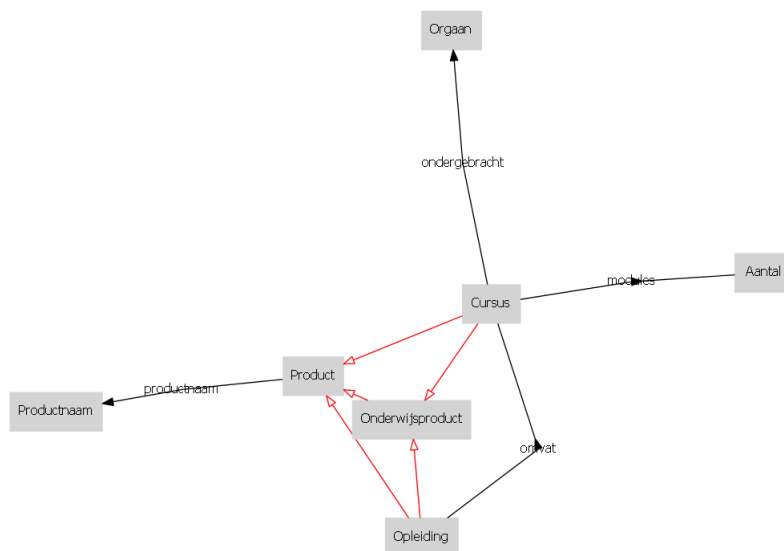 Orgaan
ondergebracht
Aantal
modules
Cursus
Product
productnaam
Productnaam
Onderwijsproduct
omvat
Opleiding